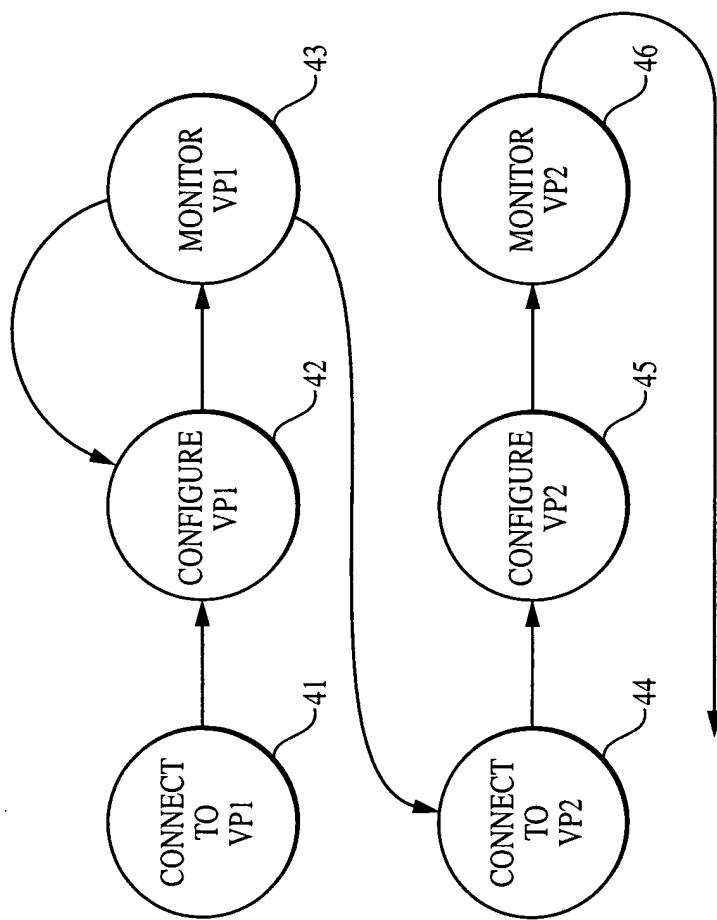 CONNECT
TO
VP1
41
CONFIGURE
VP1
42
MONITOR
VP1
43
CONNECT
TO
VP2
44
CONFIGURE
VP2
45
MONITOR
VP2
46